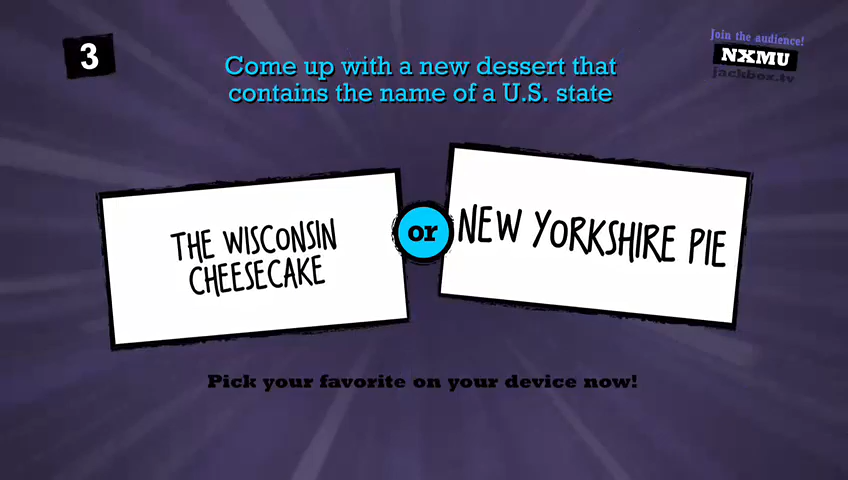 3
Join the audience!
NXMU
jackbox.tv
Come up with a new dessert that
contains the name of a U.S. state
THE WISCONSIN
CHEESECAKE
or
NEW YORKSHIRE PIE
Pick your favorite on your device now!